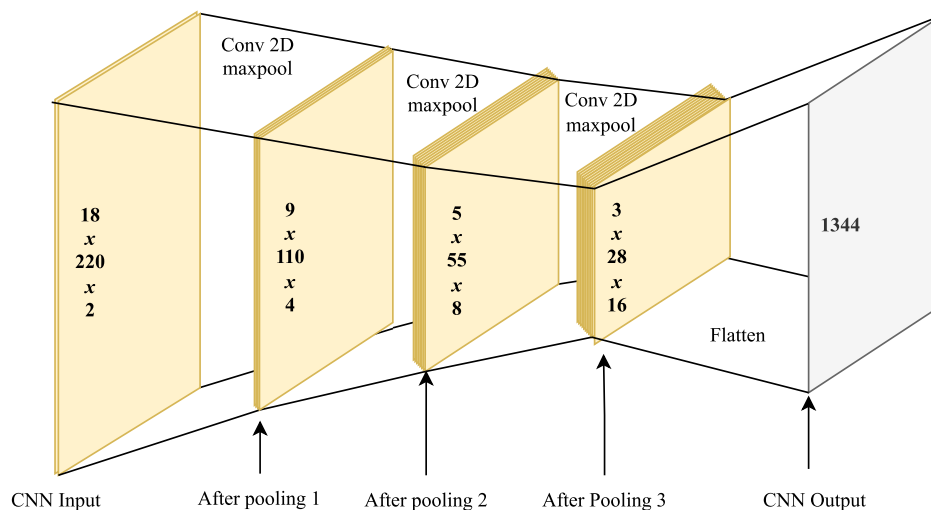 Conv 2D
maxpool
Conv 2D
maxpool
Conv 2D
maxpool
18
x
220
x
2
9
x
110
x
4
5
x
55
x
8
3
x
28
x
16
1344
Flatten
CNN Input
After pooling 1
After pooling 2
After Pooling 3
CNN Output